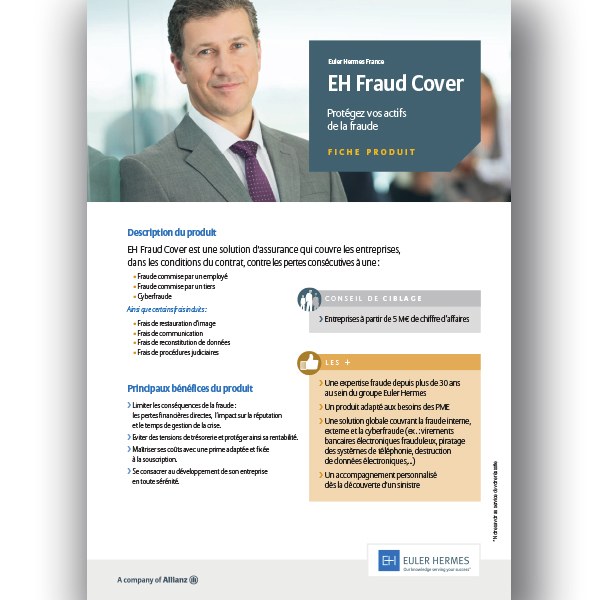 Euler Hermes France
EH Fraud Cover
Protégez vos actifs
de la fraude
FICHE PRODUIT
Description du produit
EH Fraud Cover est une solution d'assurance qui couvre les entreprises,
dans les conditions du contrat, contre les pertes consécutives à une :
• Fraude commise par un employé
• Fraude commise par un tiers
• Cyberfraude
Ainsi que certains frais induits :
• Frais de restauration d'image
• Frais de communication
• Frais de reconstitution de données
• Frais de procédures judiciaires
Principaux bénéfices du produit
› Limiter les conséquences de la fraude :
les pertes financières directes, l'impact sur la réputation
et le temps de gestion de la crise.
› Eviter des tensions de trésorerie et protéger ainsi sa rentabilité.
› Maîtriser ses coûts avec une prime adaptée et fixée
à la souscription.
› Se consacrer au développement de son entreprise
en toute sérénité.
CONSEIL DE CIBLAGE
› Entreprises à partir de 5 M€ de chiffre d'affaires
LES +
› Une expertise fraude depuis plus de 30 ans
au sein du groupe Euler Hermes
› Un produit adapté aux besoins des PME
› Une solution globale couvrant la fraude interne,
externe et la cyberfraude (ex. : virements
bancaires électroniques frauduleux, piratage
des systèmes de téléphonie, destruction
de données électroniques,...)
› Un accompagnement personnalisé
dès la découverte d'un sinistre
* Notre savoir au service de votre réussite
EH EULER HERMES
Our knowledge serving your success*
A company of Allianz